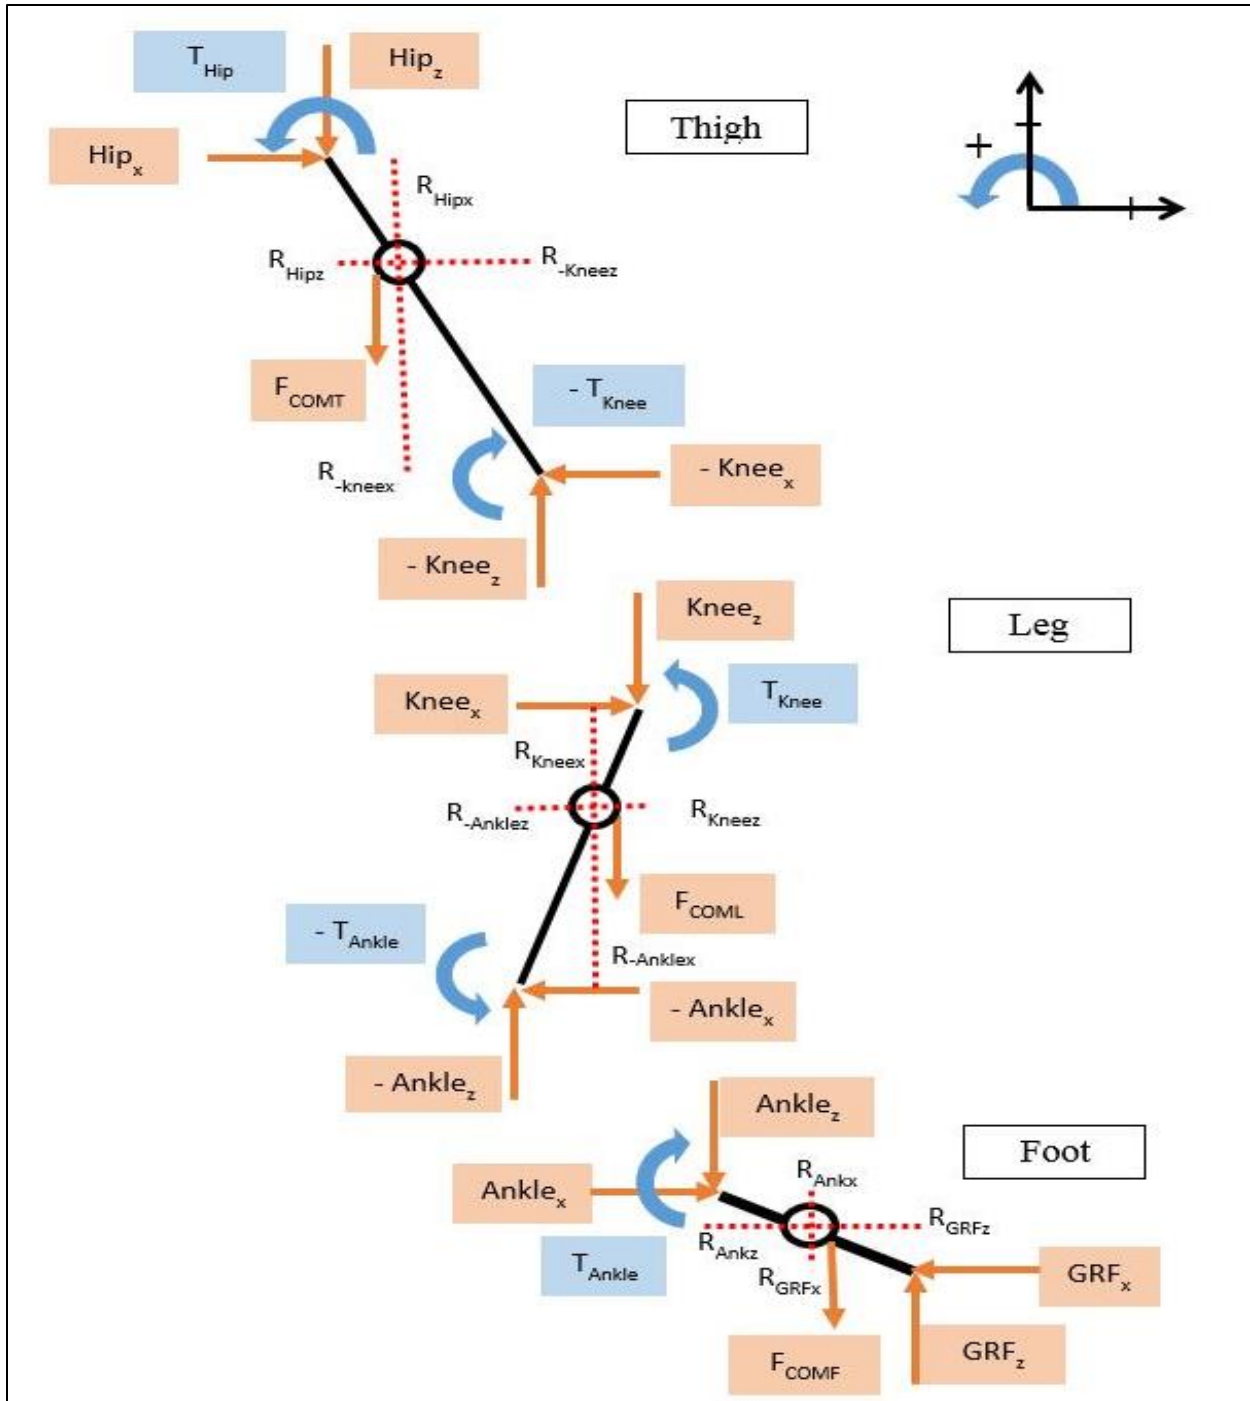 T_Hip
Hip_z
Thigh
Hip_x
+
R_Hipx
R_Hipz
R_-Kneez
F_COMT
- T_Knee
R_-kneex
- Knee_x
- Knee_z
Knee_z
Leg
Knee_x
T_Knee
R_Kneex
R_-Anklez
R_Kneez
F_COML
- T_Ankle
R_-Anklex
- Ankle_x
- Ankle_z
Ankle_z
Foot
Ankle_x
R_Ankx
R_Ankz
R_GRFz
T_Ankle
R_GRFx
GRF_x
F_COMF
GRF_z